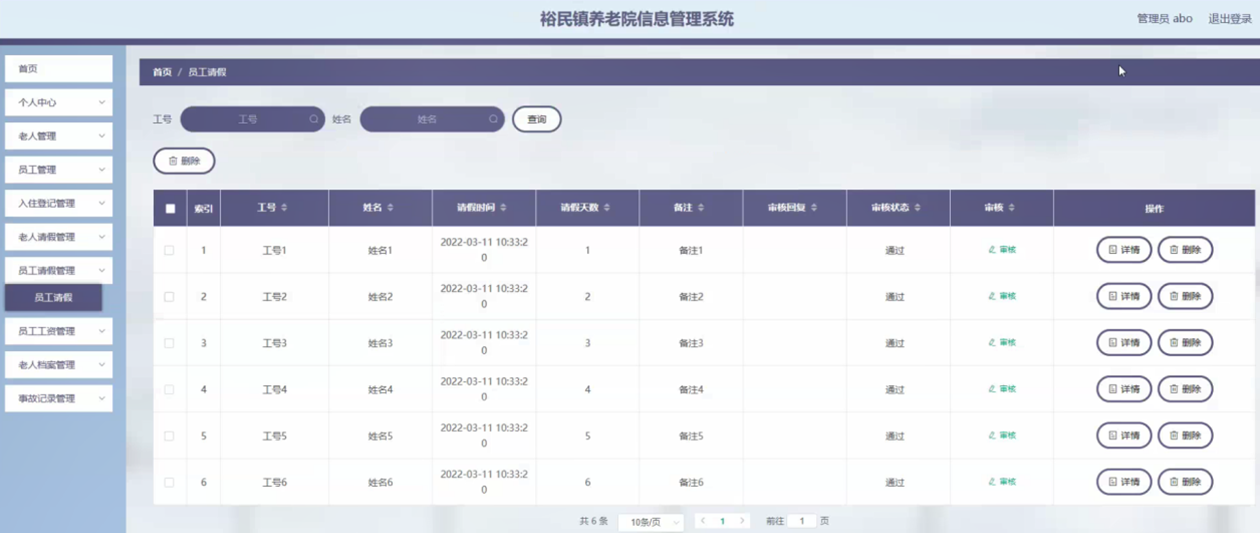 裕民镇养老院信息管理系统
管理员 abo 退出登录
首页
个人中心
老人管理
员工管理
入住登记管理
老人请假管理
员工请假管理
员工请假
员工工资管理
老人档案管理
事故记录管理
首页 / 员工请假
工号 工号 姓名 姓名 查询
删除
索引 工号 姓名 请假时间 请假天数 备注 审核回复 审核状态 审核 操作
1 工号1 姓名1 2022-03-11 10:33:2
0 1 备注1 通过 审核 详情 删除
2 工号2 姓名2 2022-03-11 10:33:2
0 2 备注2 通过 审核 详情 删除
3 工号3 姓名3 2022-03-11 10:33:2
0 3 备注3 通过 审核 详情 删除
4 工号4 姓名4 2022-03-11 10:33:2
0 4 备注4 通过 审核 详情 删除
5 工号5 姓名5 2022-03-11 10:33:2
0 5 备注5 通过 审核 详情 删除
6 工号6 姓名6 2022-03-11 10:33:2
0 6 备注6 通过 审核 详情 删除
共 6 条 10条/页 1 前往 1 页